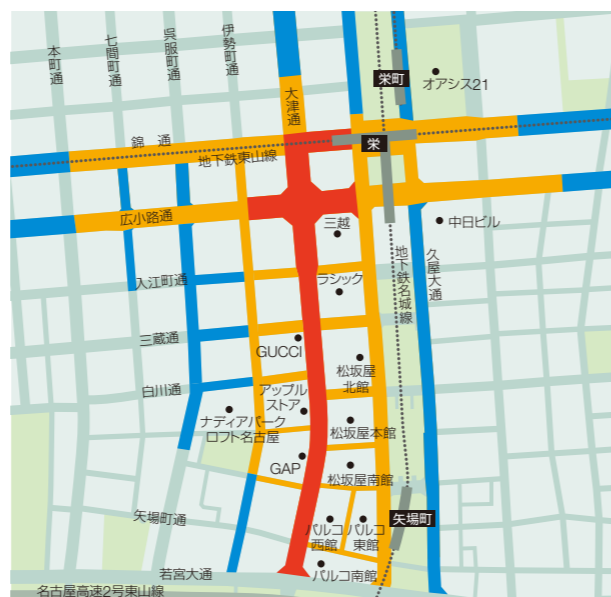 本町通
七間町通
呉服町通
伊勢町通
大津通
栄町
オアシス21
錦通
地下鉄東山線
栄
広小路通
三越
中日ビル
入江町通
ラシック
地下鉄名城線
久屋大通
三蔵通
GUCCI
松坂屋
北館
白川通
アップル
ストア
ナディアパーク
ロフト名古屋
松坂屋本館
GAP
松坂屋南館
矢場町通
パルコ
西館
パルコ
東館
矢場町
若宮大通
パルコ南館
名古屋高速2号東山線